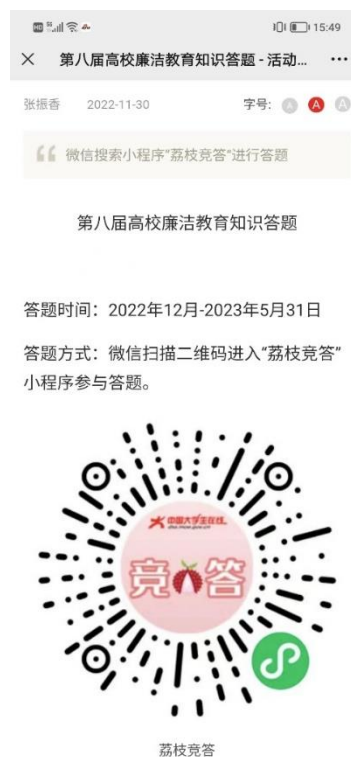 15:49
第八届高校廉洁教育知识答题 - 活动...
张振香 2022-11-30 字号: A A A
微信搜索小程序"荔枝竞答"进行答题
第八届高校廉洁教育知识答题
答题时间：2022年12月-2023年5月31日
答题方式：微信扫描二维码进入“荔枝竞答”
小程序参与答题。
中国大学生在线
竞答
荔枝竞答